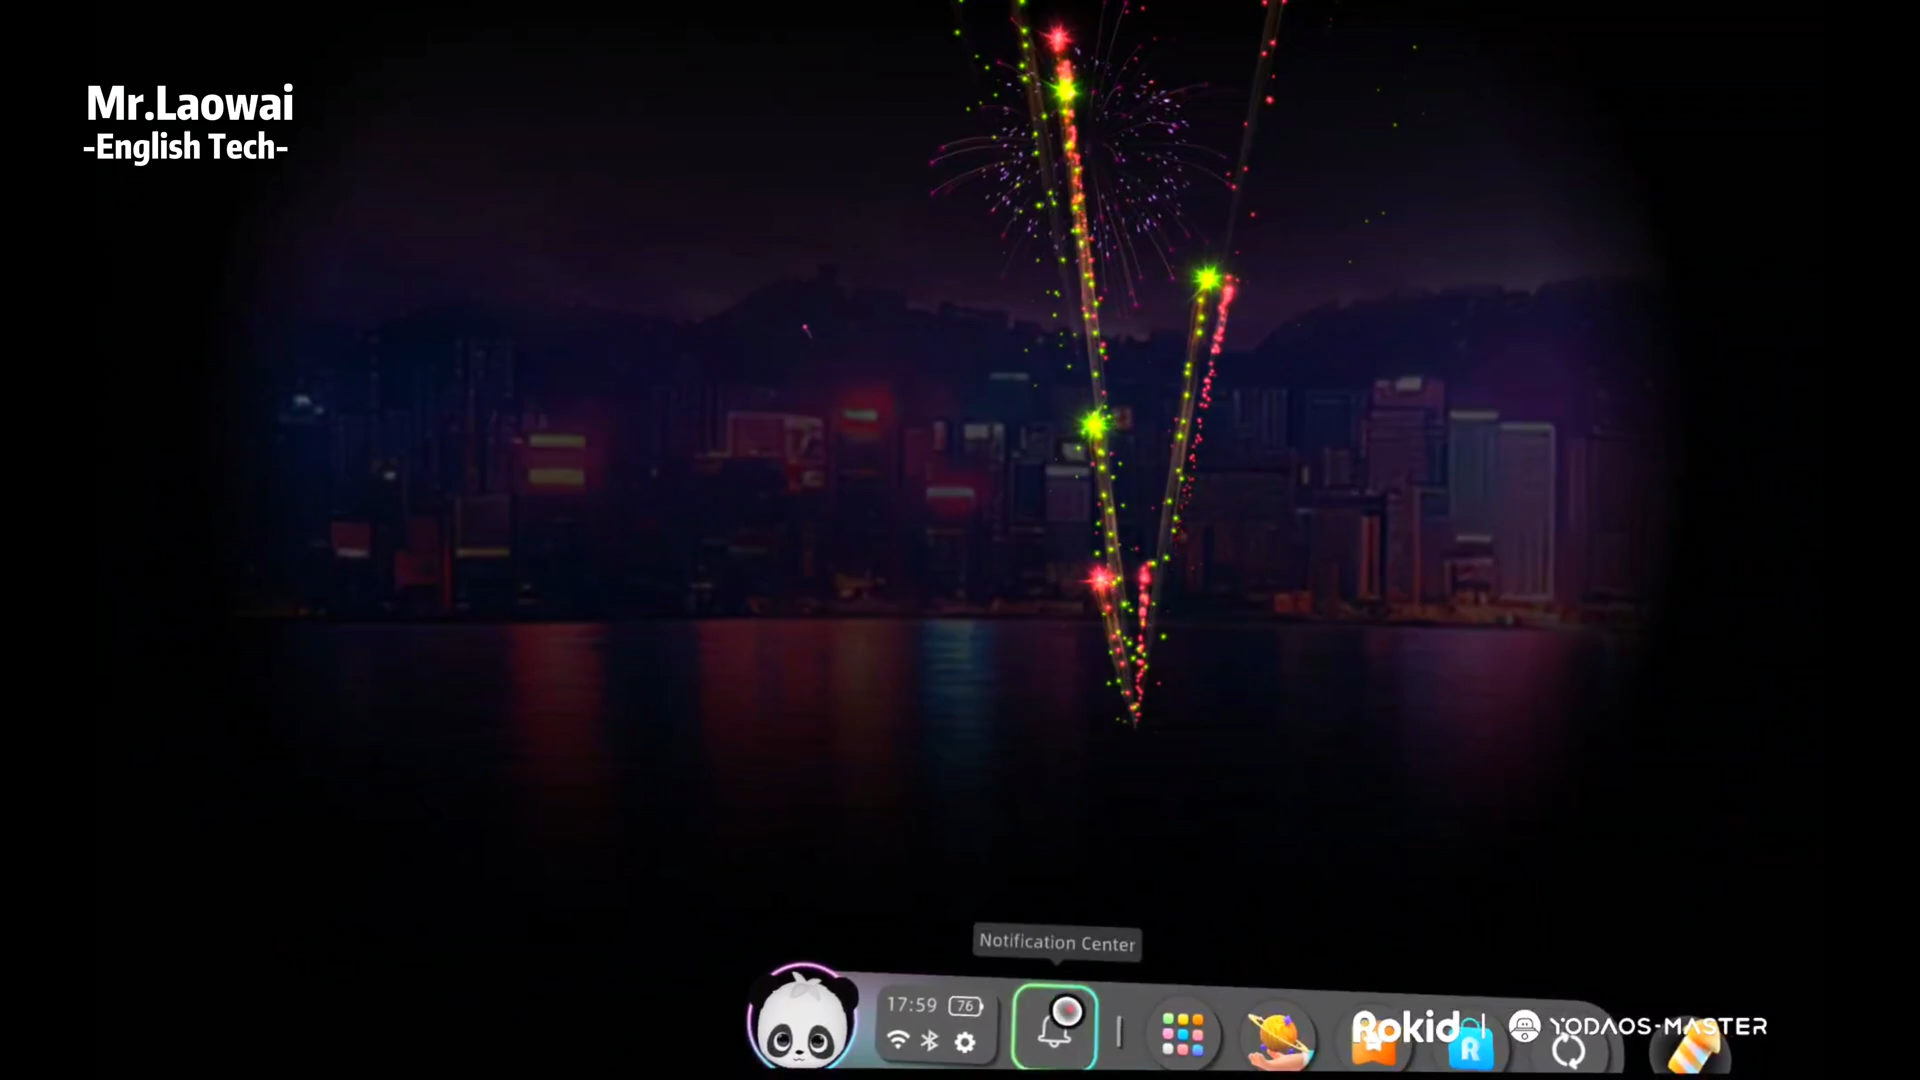 Mr.Laowai
-English Tech-
Notification Center
17:59 76
Rokid
YODAOS-MASTER
R